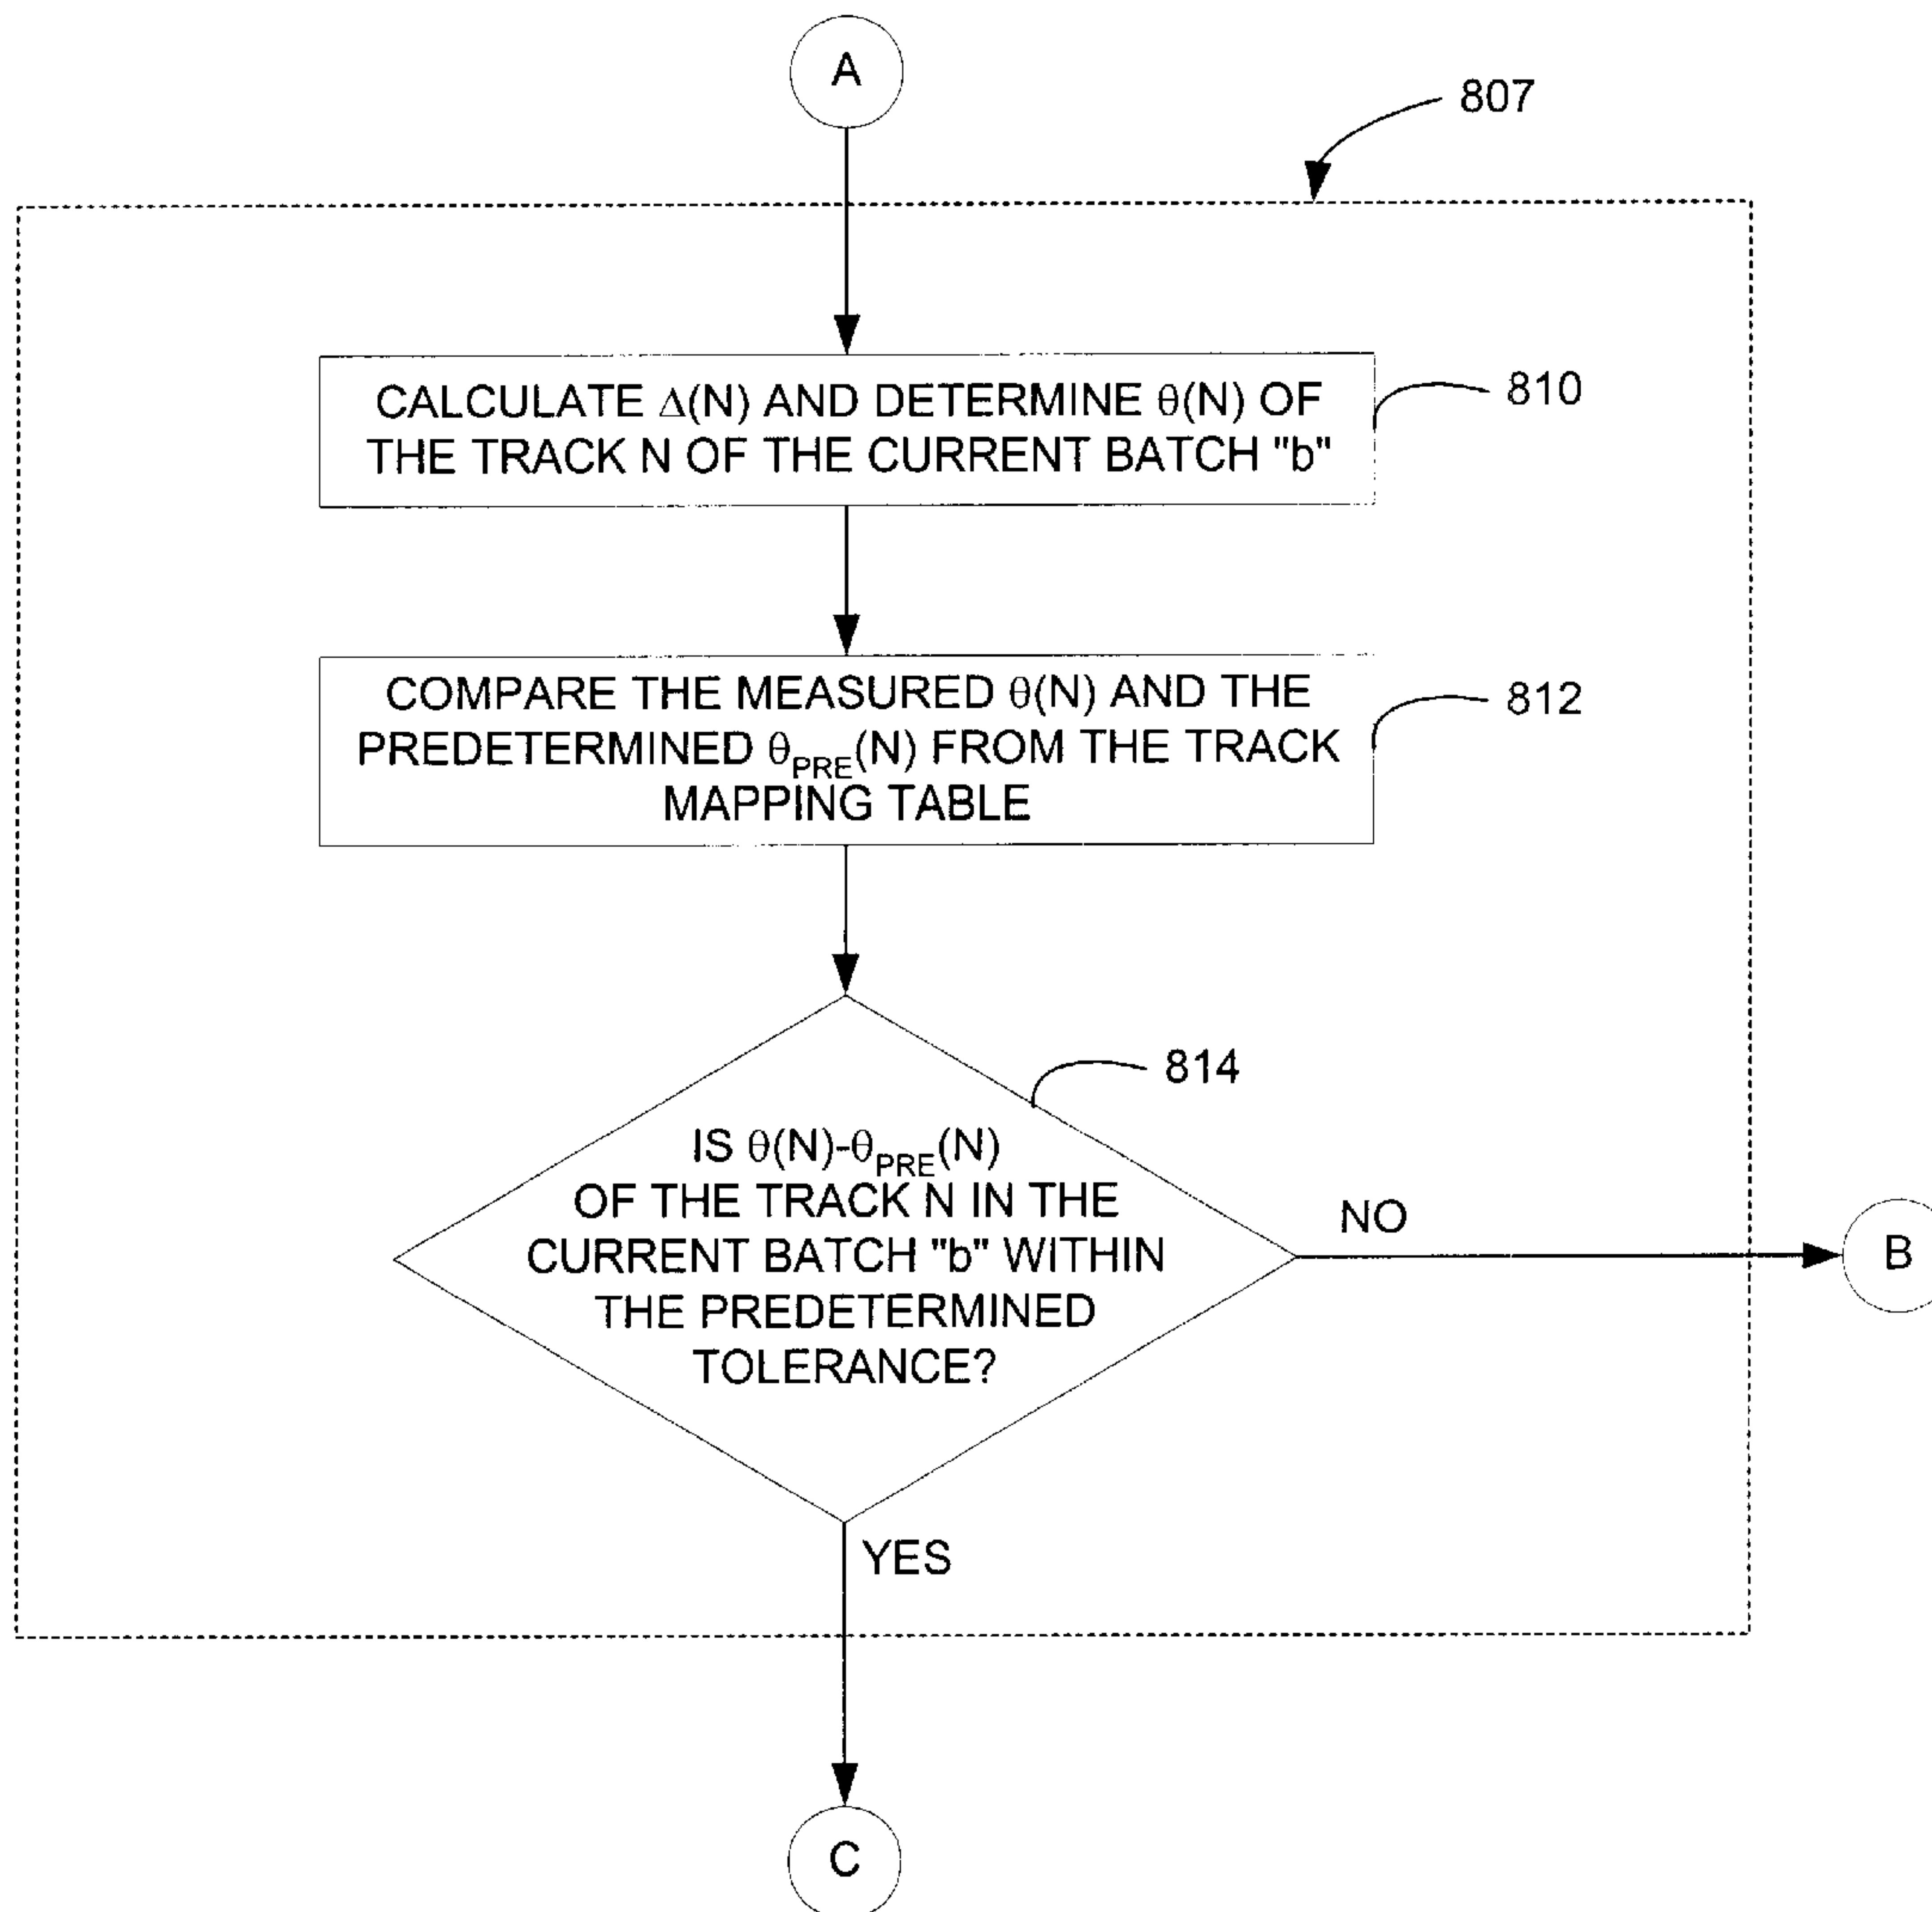 A
807
CALCULATE Δ(N) AND DETERMINE θ(N) OF
THE TRACK N OF THE CURRENT BATCH "b"
810
COMPARE THE MEASURED θ(N) AND THE
PREDETERMINED θPRE(N) FROM THE TRACK
MAPPING TABLE
812
814
IS θ(N)-θPRE(N)
OF THE TRACK N IN THE
CURRENT BATCH "b" WITHIN
THE PREDETERMINED
TOLERANCE?
NO
B
YES
C